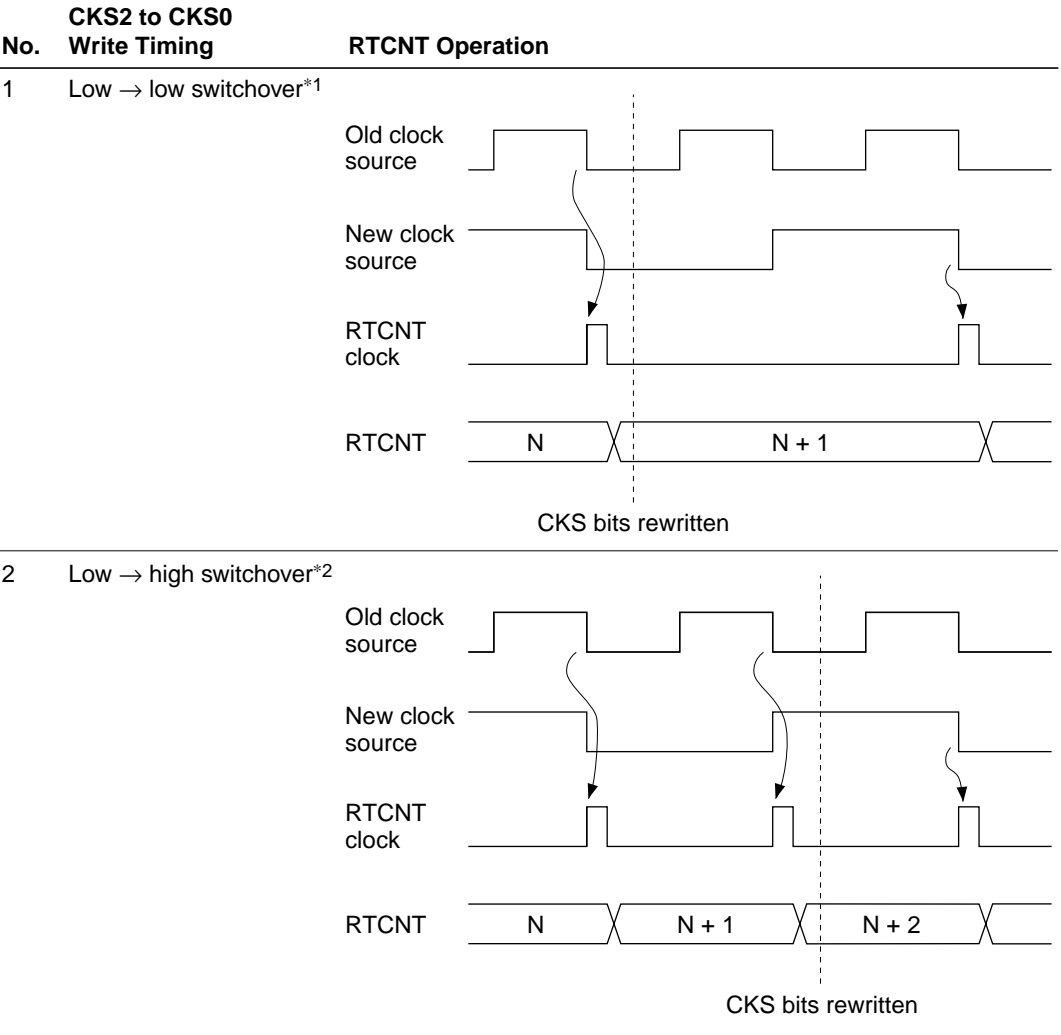 CKS2 to CKS0
No. Write Timing RTCNT Operation
1 Low → low switchover*1
Old clock
source
New clock
source
RTCNT
clock
RTCNT N N + 1
CKS bits rewritten
2 Low → high switchover*2
Old clock
source
New clock
source
RTCNT
clock
RTCNT N N + 1 N + 2
CKS bits rewritten